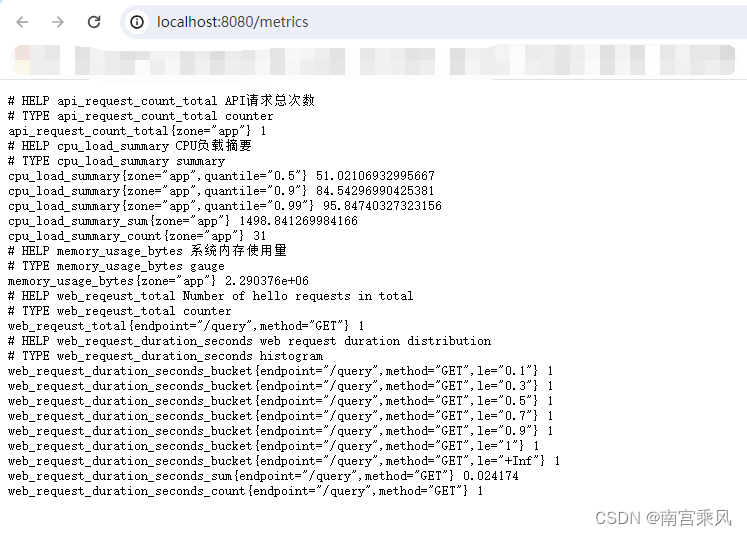 localhost:8080/metrics
# HELP api_request_count_total API请求总次数
# TYPE api_request_count_total counter
api_request_count_total{zone="app"} 1
# HELP cpu_load_summary CPU负载摘要
# TYPE cpu_load_summary summary
cpu_load_summary{zone="app",quantile="0.5"} 51.02106932995667
cpu_load_summary{zone="app",quantile="0.9"} 84.54296990425381
cpu_load_summary{zone="app",quantile="0.99"} 95.84740327323156
cpu_load_summary_sum{zone="app"} 1498.841269984166
cpu_load_summary_count{zone="app"} 31
# HELP memory_usage_bytes 系统内存使用量
# TYPE memory_usage_bytes gauge
memory_usage_bytes{zone="app"} 2.290376e+06
# HELP web_reqeust_total Number of hello requests in total
# TYPE web_reqeust_total counter
web_reqeust_total{endpoint="/query",method="GET"} 1
# HELP web_request_duration_seconds web request duration distribution
# TYPE web_request_duration_seconds histogram
web_request_duration_seconds_bucket{endpoint="/query",method="GET",le="0.1"} 1
web_request_duration_seconds_bucket{endpoint="/query",method="GET",le="0.3"} 1
web_request_duration_seconds_bucket{endpoint="/query",method="GET",le="0.5"} 1
web_request_duration_seconds_bucket{endpoint="/query",method="GET",le="0.7"} 1
web_request_duration_seconds_bucket{endpoint="/query",method="GET",le="0.9"} 1
web_request_duration_seconds_bucket{endpoint="/query",method="GET",le="1"} 1
web_request_duration_seconds_bucket{endpoint="/query",method="GET",le="+Inf"} 1
web_request_duration_seconds_sum{endpoint="/query",method="GET"} 0.024174
web_request_duration_seconds_count{endpoint="/query",method="GET"} 1
CSDN @南宫乘风